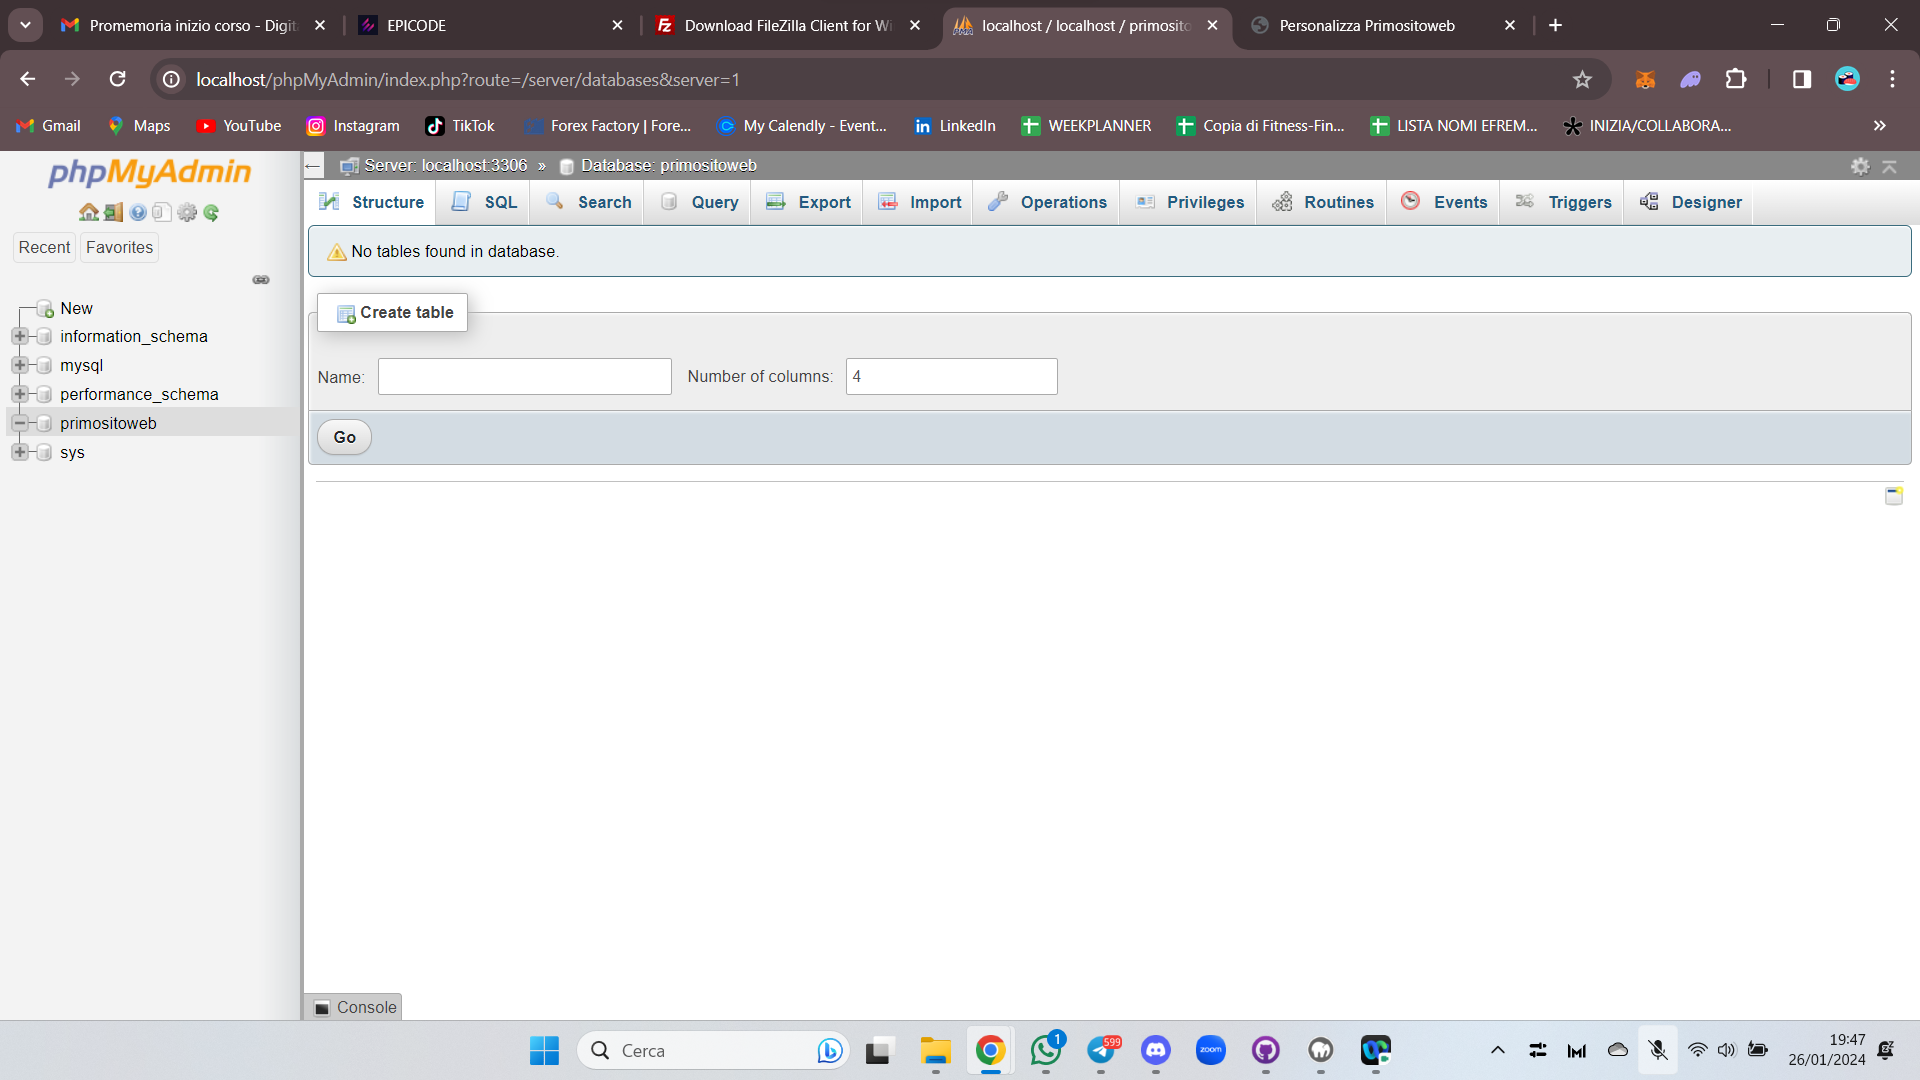 Promemoria inizio corso - Digit
EPICODE
Download FileZilla Client for Wi
localhost / localhost / primosito
Personalizza Primositoweb
localhost/phpMyAdmin/index.php?route=/server/databases&server=1
Gmail
Maps
YouTube
Instagram
TikTok
Forex Factory | Fore...
My Calendly - Event...
LinkedIn
WEEKPLANNER
Copia di Fitness-Fin...
LISTA NOMI EFREM...
INIZIA/COLLABORA...
phpMyAdmin
Recent
Favorites
New
information_schema
mysql
performance_schema
primositoweb
sys
Server: localhost:3306 » Database: primositoweb
Structure
SQL
Search
Query
Export
Import
Operations
Privileges
Routines
Events
Triggers
Designer
No tables found in database.
Create table
Name:
Number of columns: 4
Go
Console
Cerca
1
599
zoom
19:47
26/01/2024